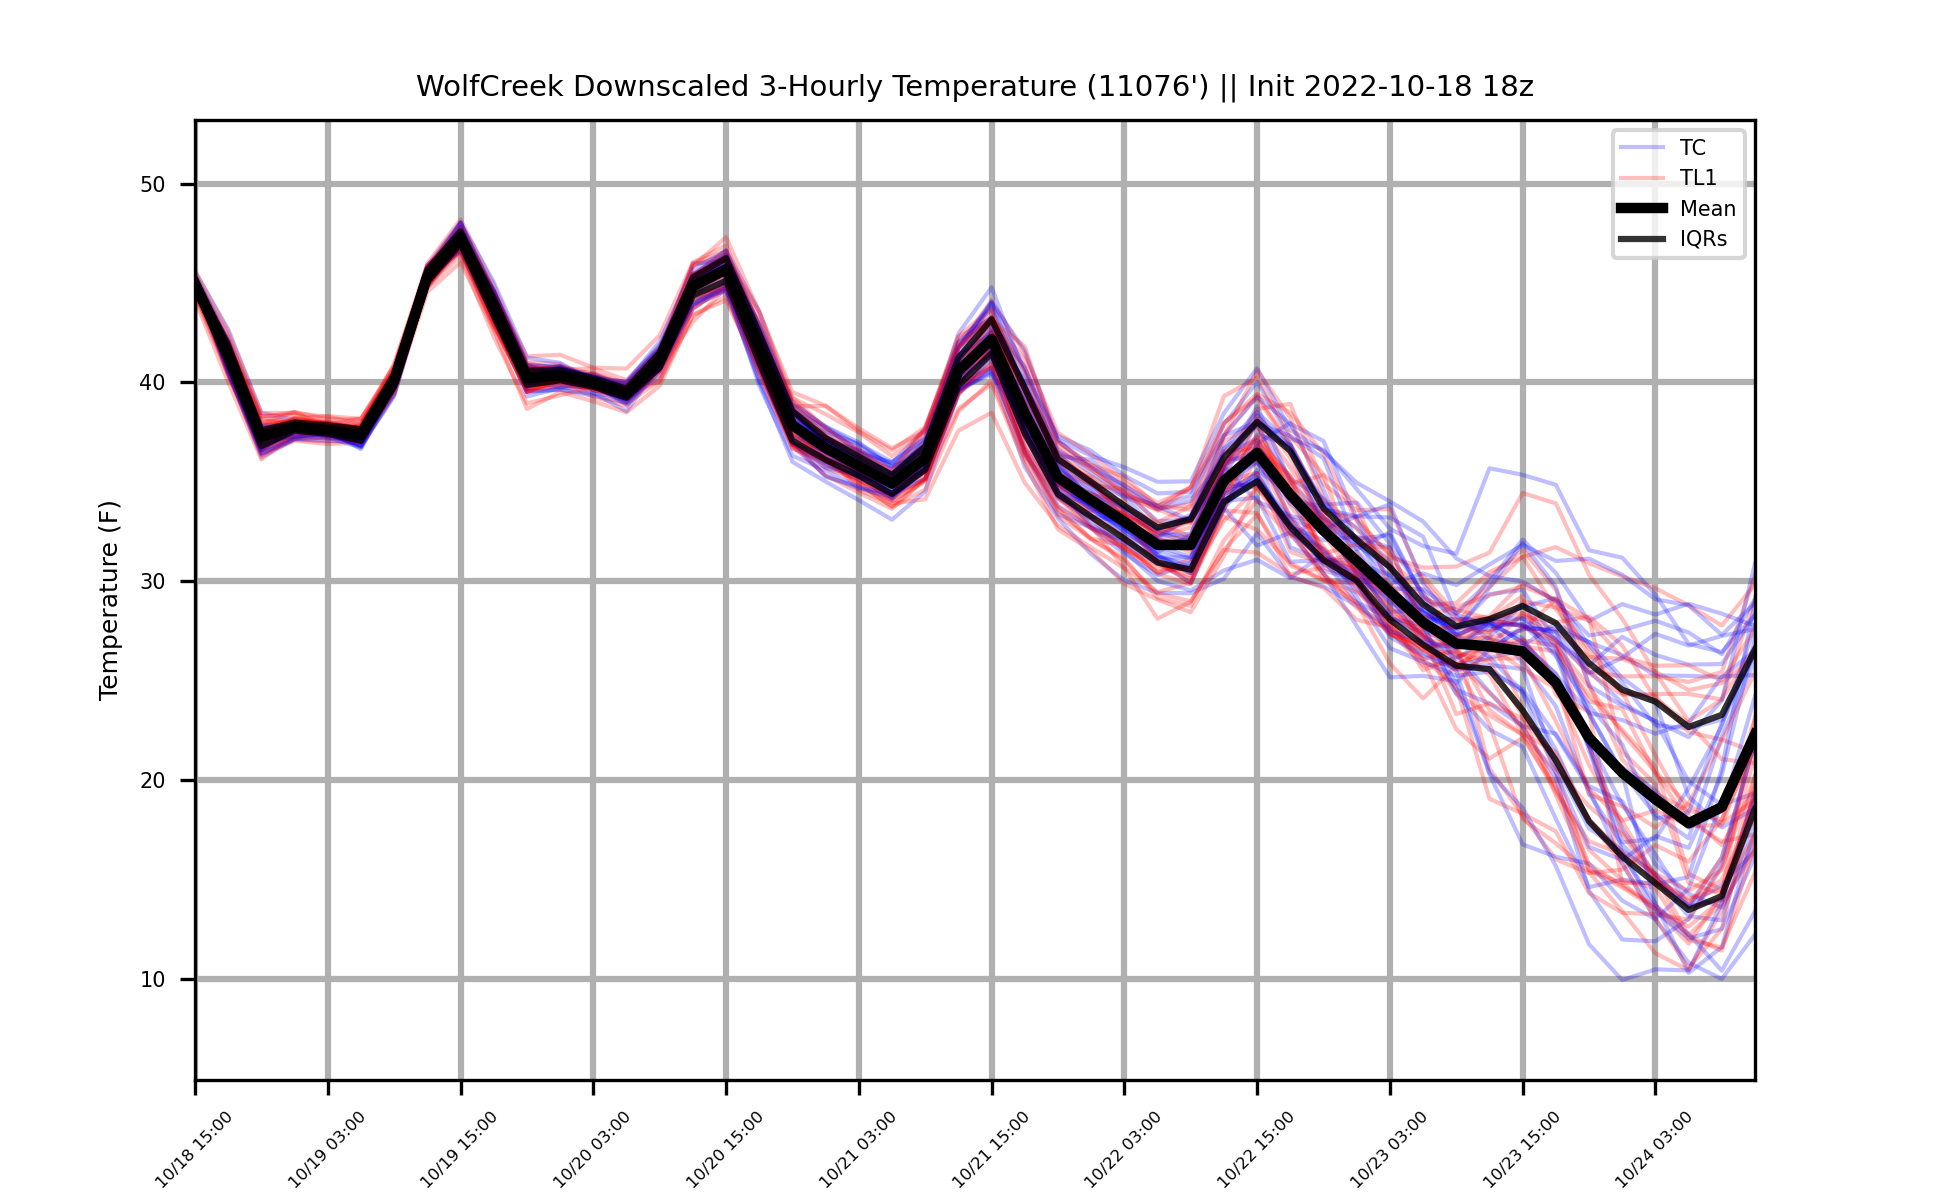 WolfCreek Downscaled 3-Hourly Temperature (11076') || Init 2022-10-18 18z
TC
TL1
Mean
IQRs
Temperature (F)
50
40
30
20
10
10/18 15:00
10/19 03:00
10/19 15:00
10/20 03:00
10/20 15:00
10/21 03:00
10/21 15:00
10/22 03:00
10/22 15:00
10/23 03:00
10/23 15:00
10/24 03:00